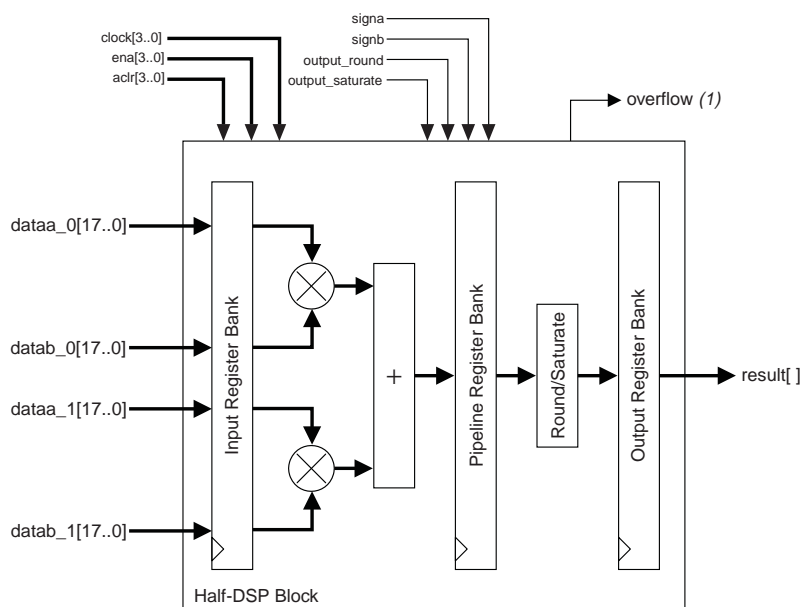 signa
clock[3..0]
signb
ena[3..0]
output_round
aclr[3..0]
output_saturate
overflow (1)
dataa_0[17..0]
datab_0[17..0]
dataa_1[17..0]
datab_1[17..0]
Input Register Bank
+
Pipeline Register Bank
Round/Saturate
Output Register Bank
result[ ]
Half-DSP Block